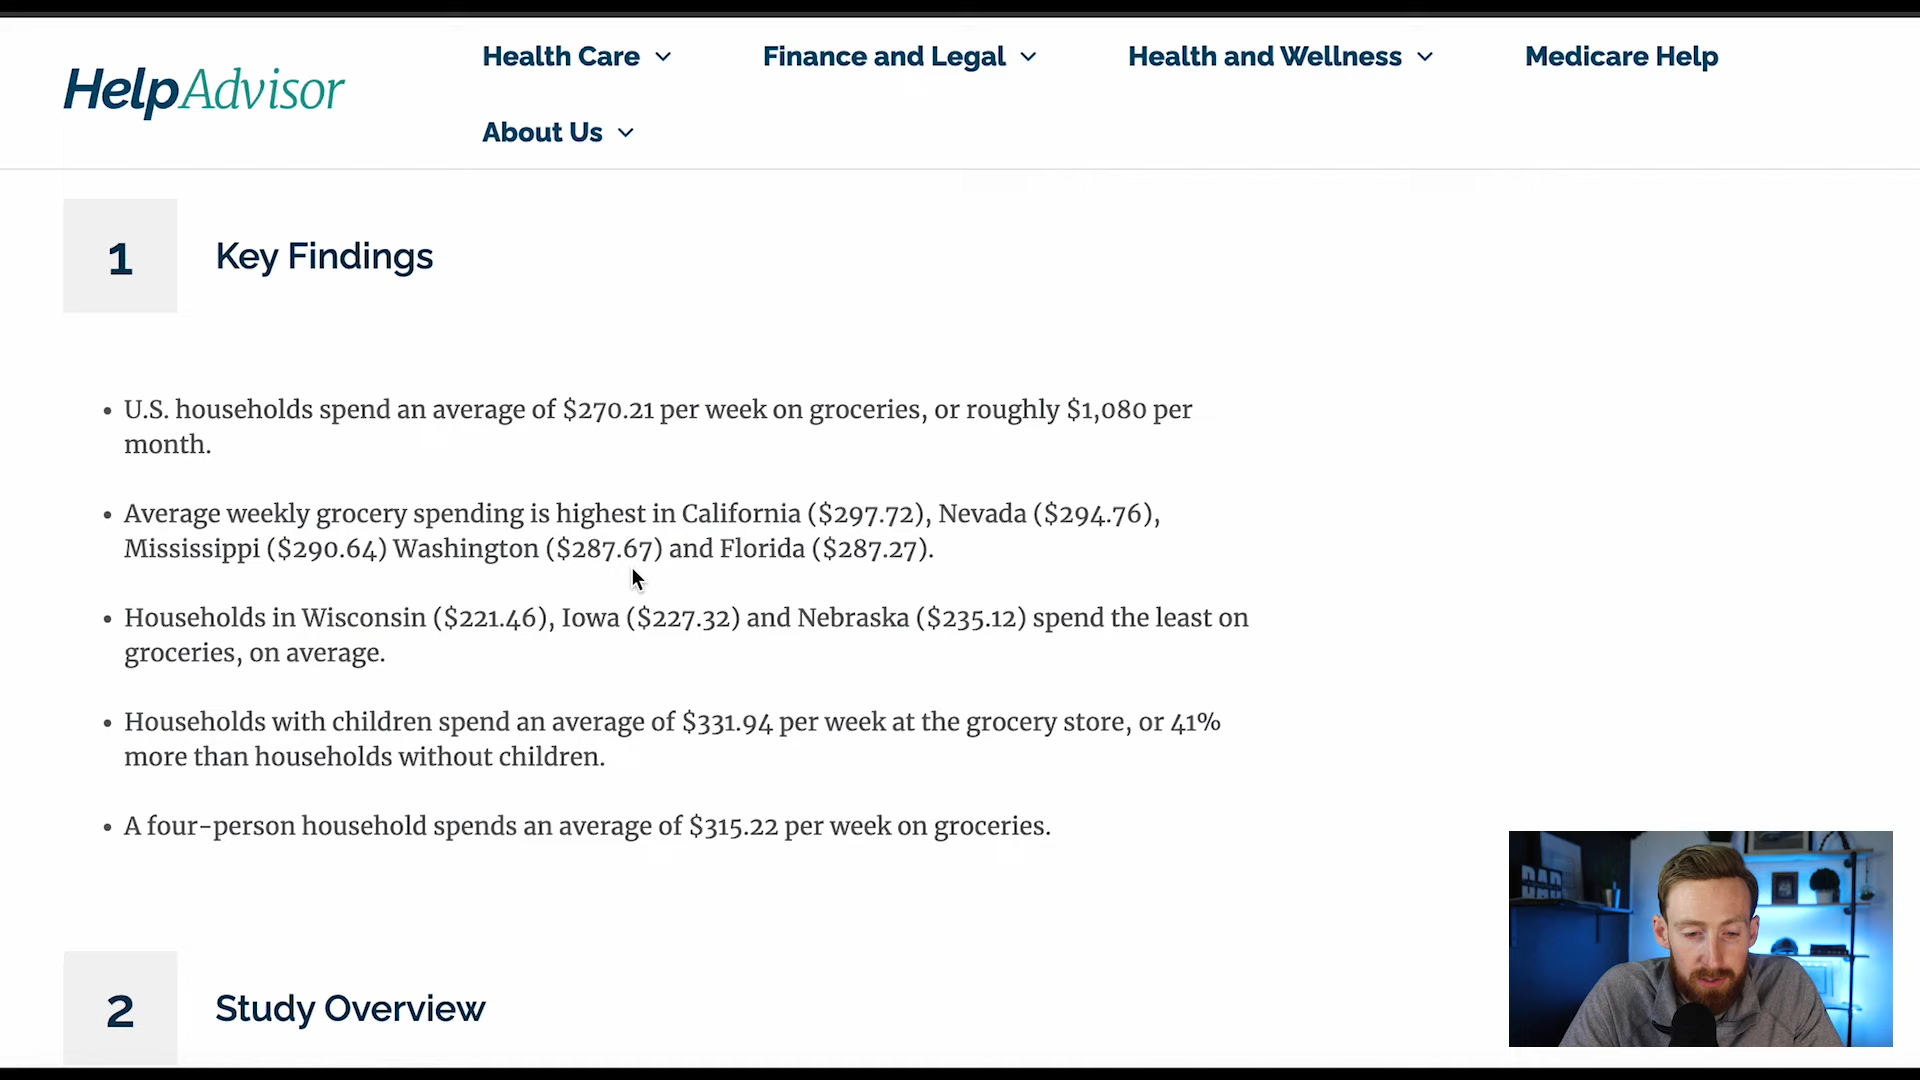 Health Care
Finance and Legal
Health and Wellness
Medicare Help
HelpAdvisor
About Us
1
Key Findings
• U.S. households spend an average of $270.21 per week on groceries, or roughly $1,080 per
month.
• Average weekly grocery spending is highest in California ($297.72), Nevada ($294.76),
Mississippi ($290.64) Washington ($287.67) and Florida ($287.27).
• Households in Wisconsin ($221.46), Iowa ($227.32) and Nebraska ($235.12) spend the least on
groceries, on average.
• Households with children spend an average of $331.94 per week at the grocery store, or 41%
more than households without children.
• A four-person household spends an average of $315.22 per week on groceries.
DAD
2
Study Overview